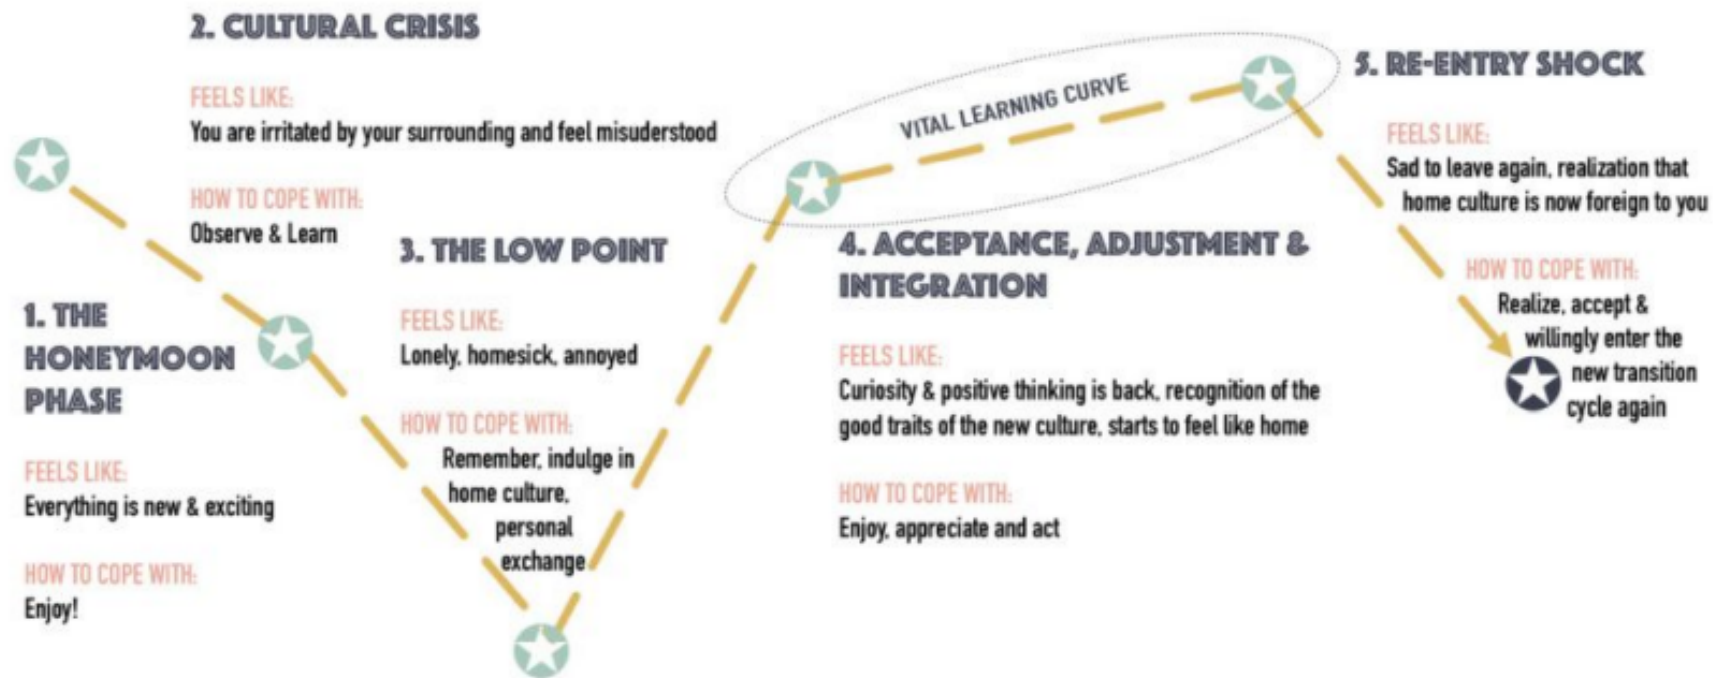 2. CULTURAL CRISIS
FEELS LIKE:
You are irritated by your surrounding and feel misuderstood
HOW TO COPE WITH:
Observe & Learn
1. THE
HONEYMOON
PHASE
FEELS LIKE:
Everything is new & exciting
HOW TO COPE WITH:
Enjoy!
3. THE LOW POINT
FEELS LIKE:
Lonely, homesick, annoyed
HOW TO COPE WITH:
Remember, indulge in
home culture,
personal
exchange
VITAL LEARNING CURVE
4. ACCEPTANCE, ADJUSTMENT &
INTEGRATION
FEELS LIKE:
Curiosity & positive thinking is back, recognition of the
good traits of the new culture, starts to feel like home
HOW TO COPE WITH:
Enjoy, appreciate and act
5. RE-ENTRY SHOCK
FEELS LIKE:
Sad to leave again, realization that
home culture is now foreign to you
HOW TO COPE WITH:
Realize, accept &
willingly enter the
new transition
cycle again